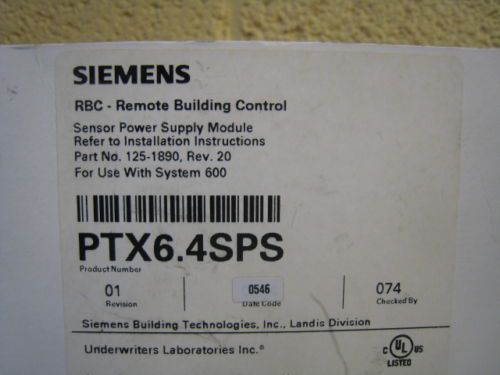 SIEMENS
RBC - Remote Building Control
Sensor Power Supply Module
Refer to Installation Instructions
Part No. 125-1890, Rev. 20
For Use With System 600
PTX6.4SPS
Product Number
01 0546 074
Revision Date Code Checked By
Siemens Building Technologies, Inc., Landis Division
Underwriters Laboratories Inc.®
C UL US
LISTED